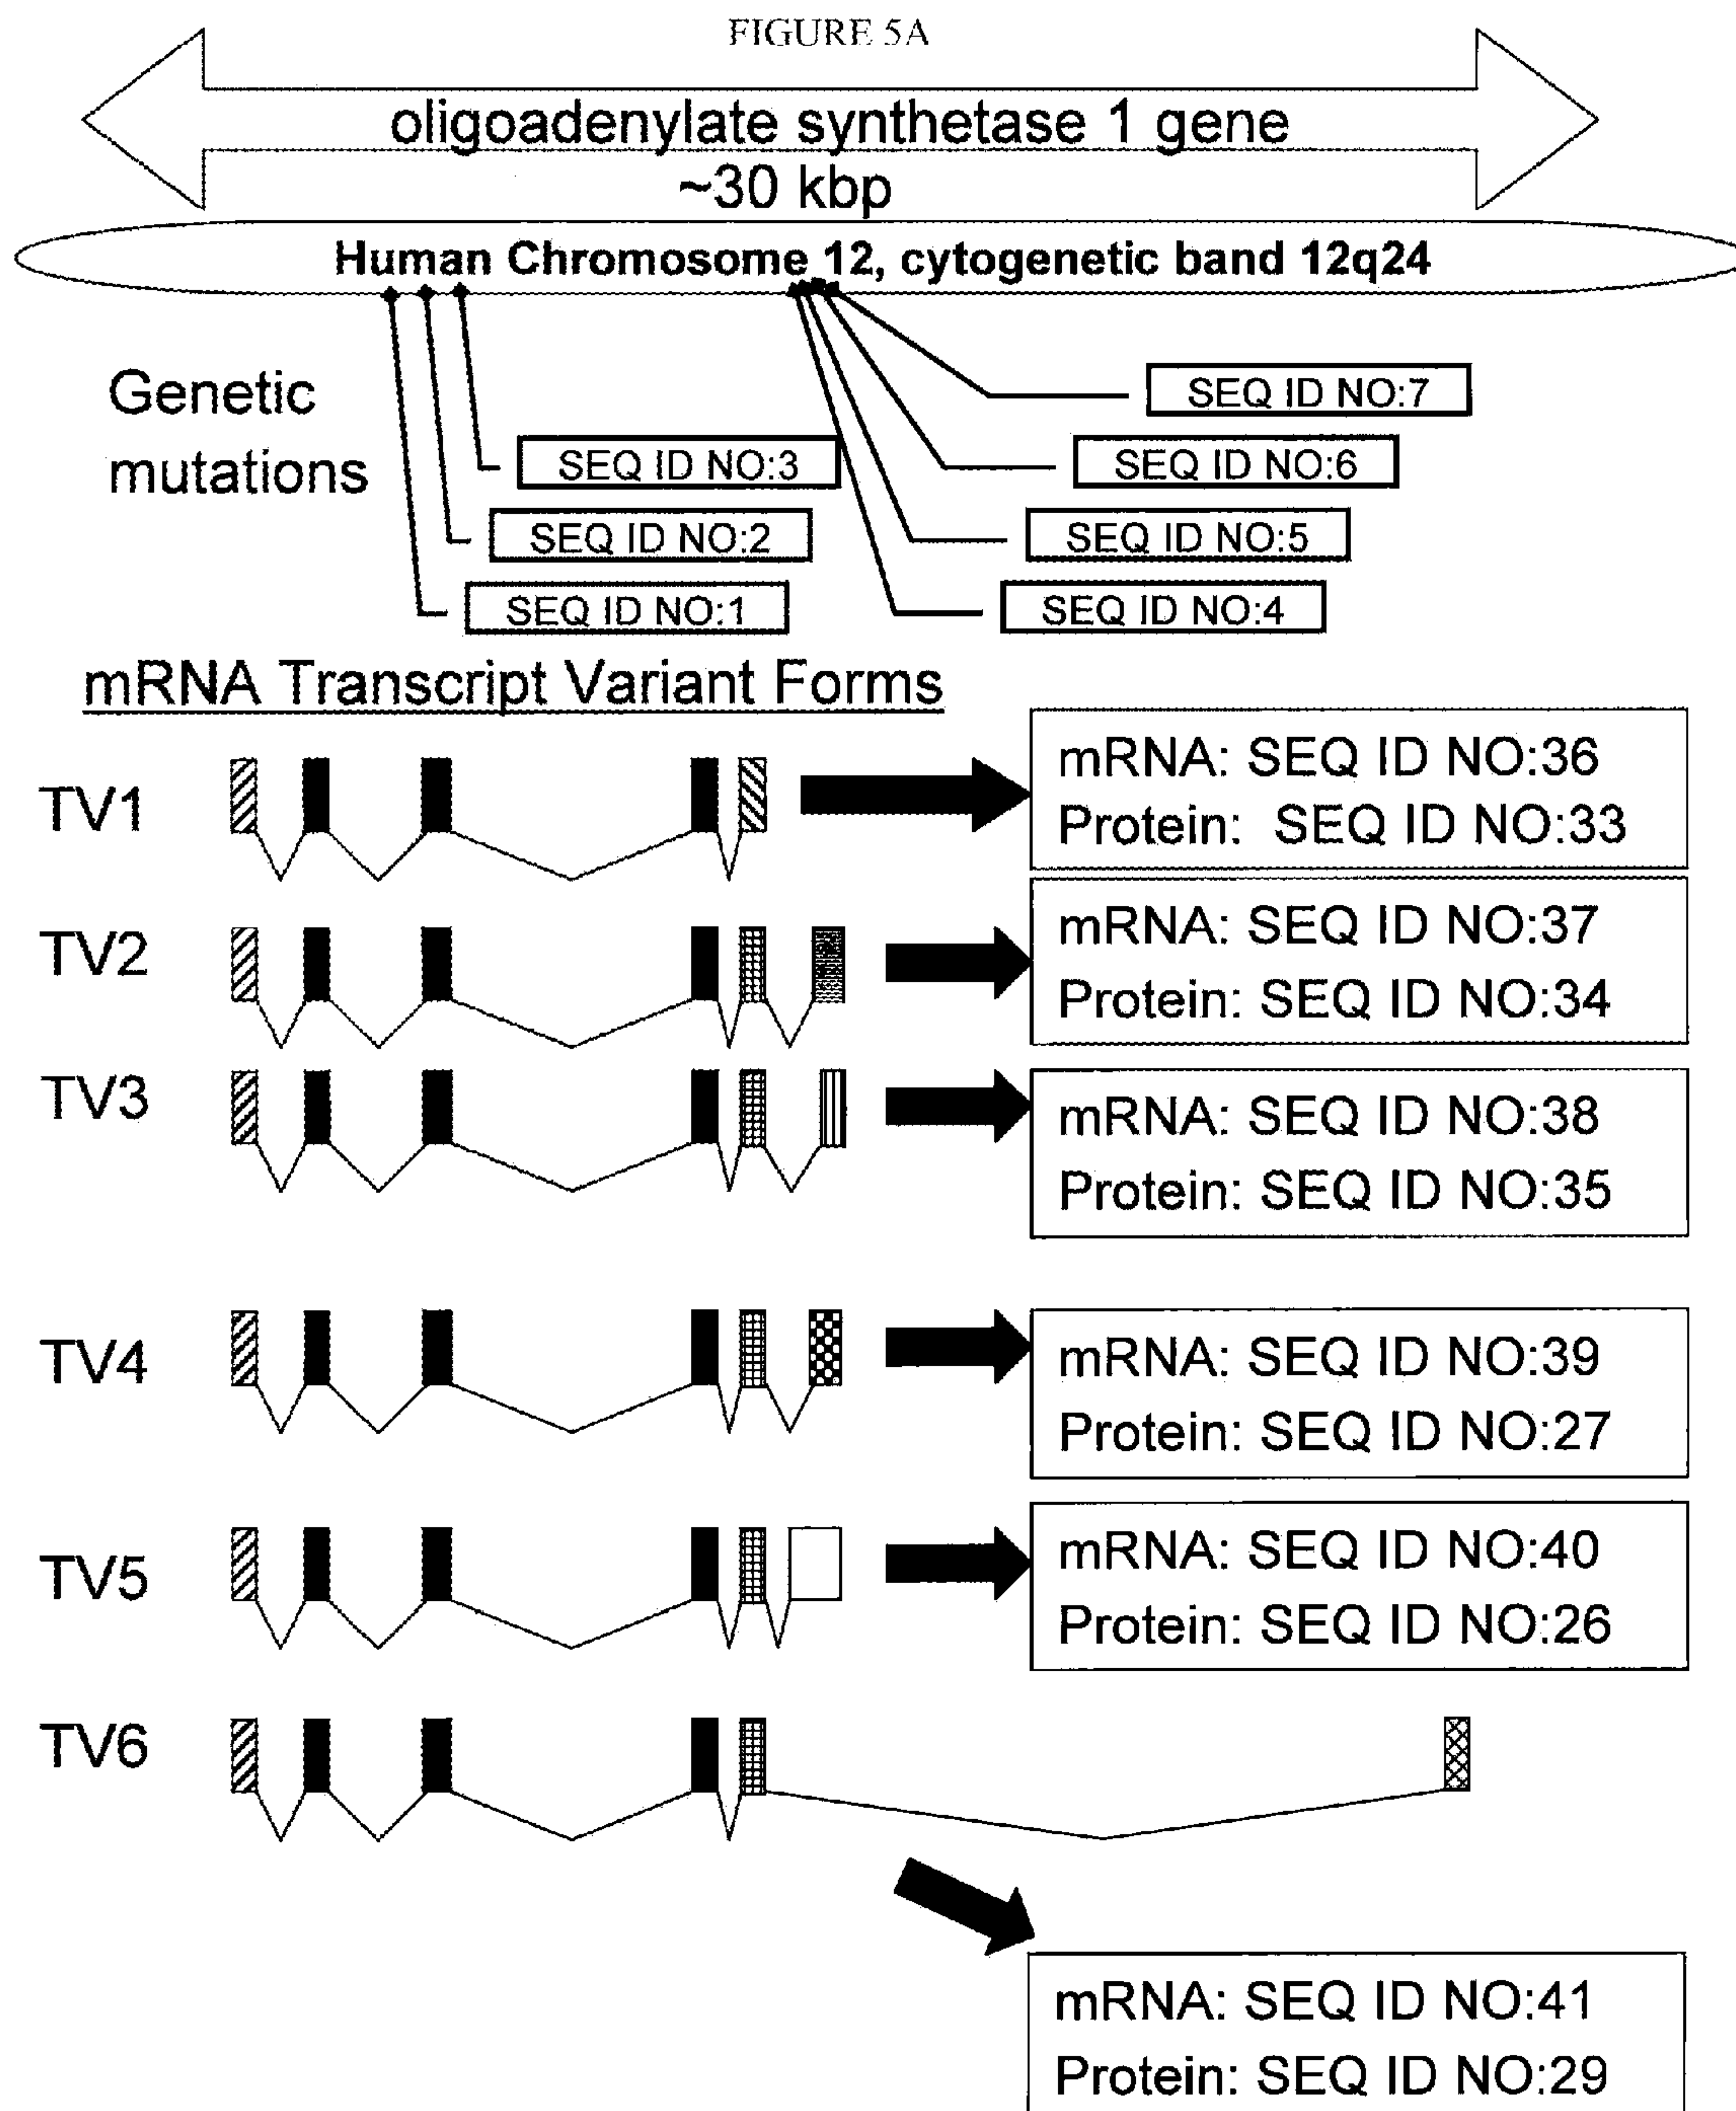 FIGURE 5A
oligoadenylate synthetase 1 gene
~30 kbp
Human Chromosome 12, cytogenetic band 12q24
Genetic
mutations
SEQ ID NO:7
SEQ ID NO:3
SEQ ID NO:6
SEQ ID NO:2
SEQ ID NO:5
SEQ ID NO:1
SEQ ID NO:4
mRNA Transcript Variant Forms
TV1
mRNA: SEQ ID NO:36
Protein: SEQ ID NO:33
TV2
mRNA: SEQ ID NO:37
Protein: SEQ ID NO:34
TV3
mRNA: SEQ ID NO:38
Protein: SEQ ID NO:35
TV4
mRNA: SEQ ID NO:39
Protein: SEQ ID NO:27
TV5
mRNA: SEQ ID NO:40
Protein: SEQ ID NO:26
TV6
mRNA: SEQ ID NO:41
Protein: SEQ ID NO:29